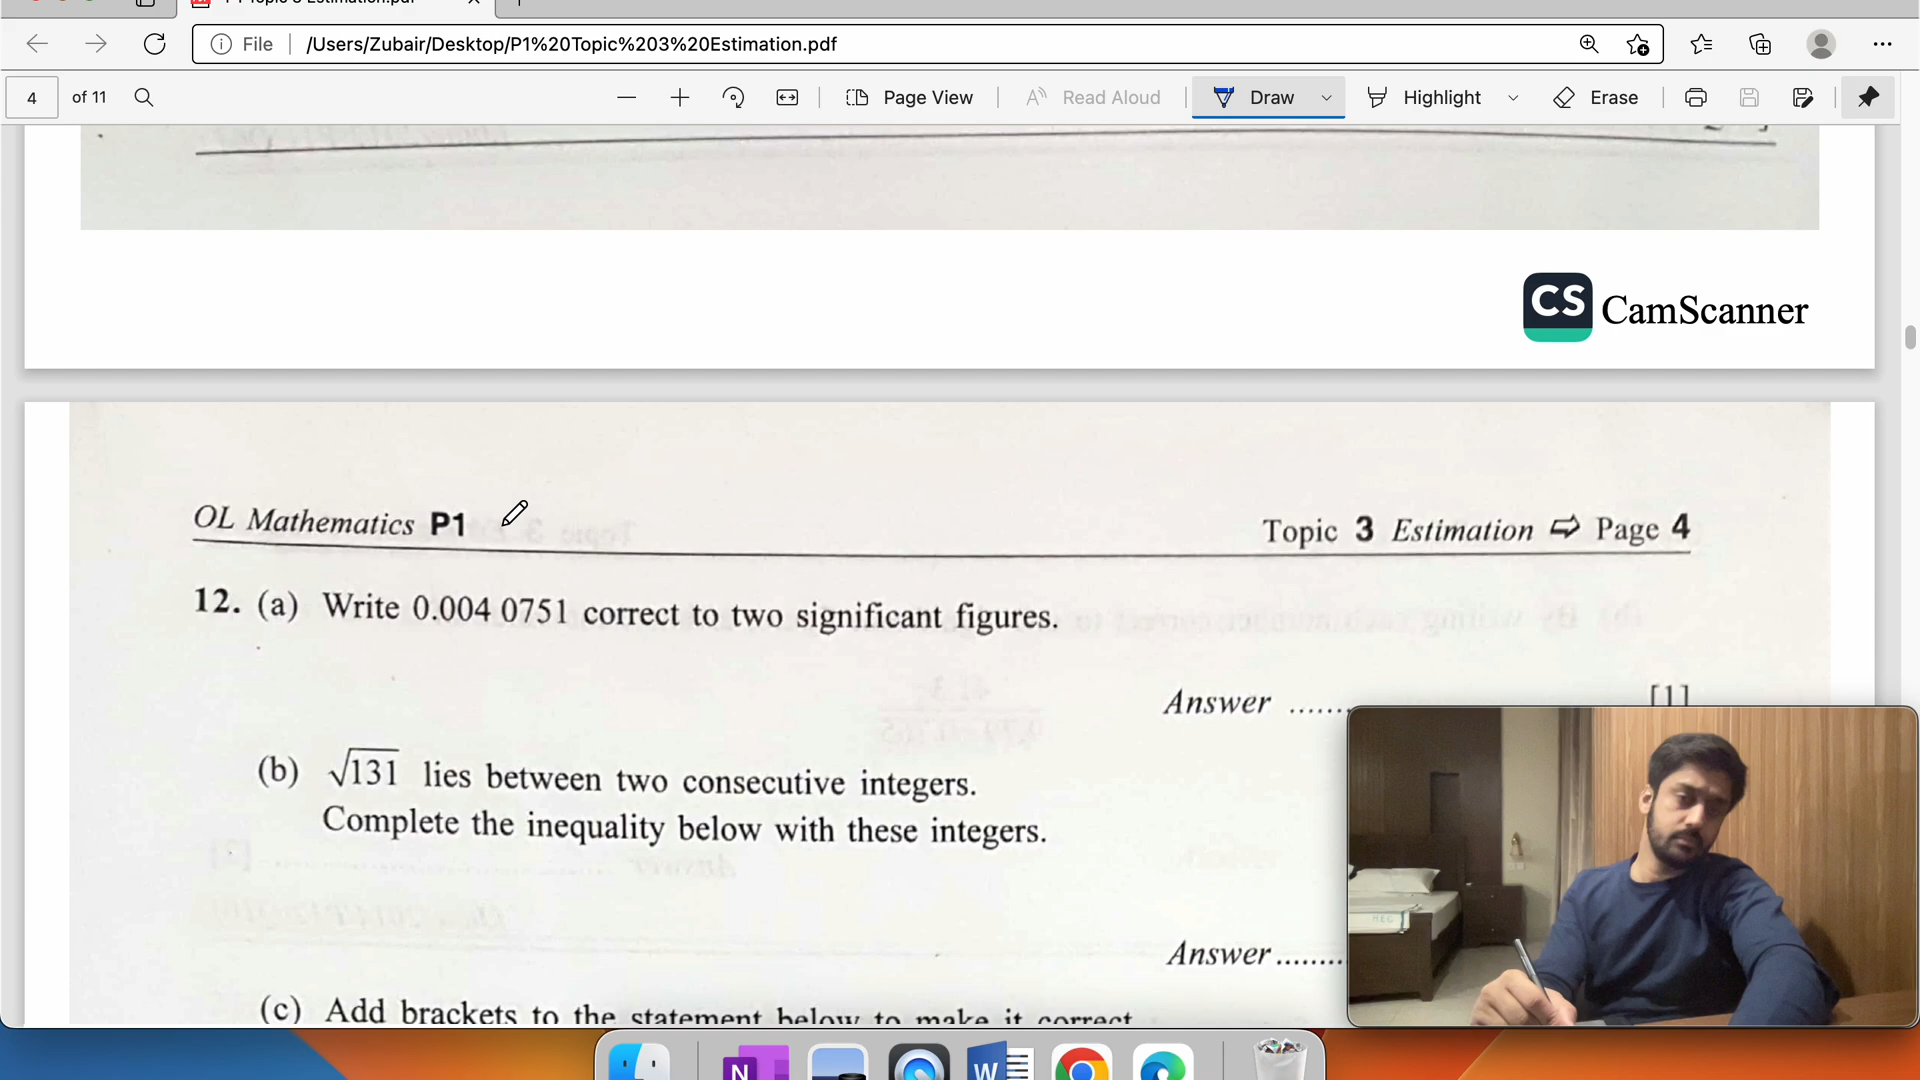 File /Users/Zubair/Desktop/P1%20Topic%203%20Estimation.pdf
4 of 11 Page View Read Aloud Draw Highlight Erase
CS CamScanner
OL Mathematics P1 Topic 3 Estimation ⇨ Page 4
12. (a) Write 0.004 0751 correct to two significant figures.
Answer ...... [1]
(b) √131 lies between two consecutive integers.
Complete the inequality below with these integers.
Answer ........
(c) Add brackets to the statement below to make it correct.
N W